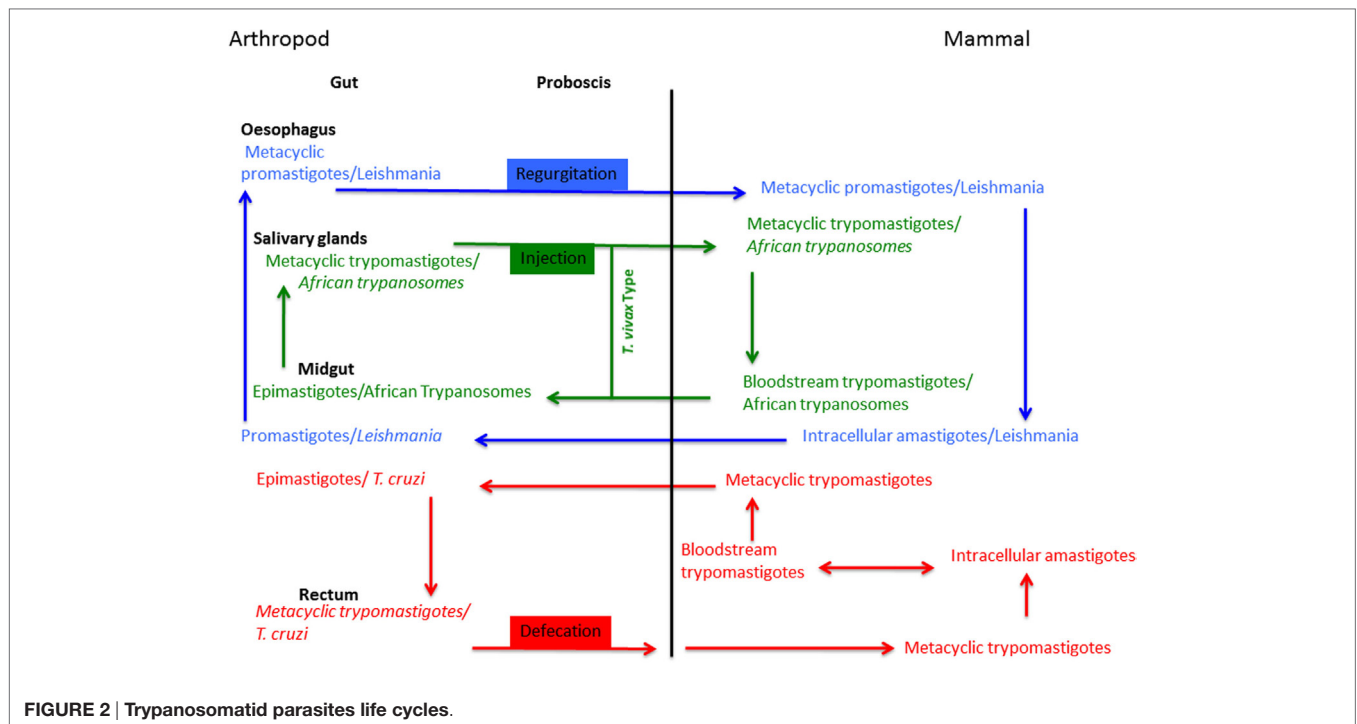 Arthropod
Mammal
Gut
Proboscis
Oesophagus
Metacyclic
promastigotes/Leishmania
Regurgitation
Metacyclic promastigotes/Leishmania
Salivary glands
Metacyclic trypomastigotes/
African trypanosomes
Injection
Metacyclic trypomastigotes/
African trypanosomes
T. vivax Type
Midgut
Epimastigotes/African Trypanosomes
Bloodstream trypomastigotes/
African trypanosomes
Promastigotes/Leishmania
Intracellular amastigotes/Leishmania
Epimastigotes/ T. cruzi
Metacyclic trypomastigotes
Bloodstream
trypomastigotes
Intracellular amastigotes
Rectum
Metacyclic trypomastigotes/
T. cruzi
Defecation
Metacyclic trypomastigotes
FIGURE 2 | Trypanosomatid parasites life cycles.